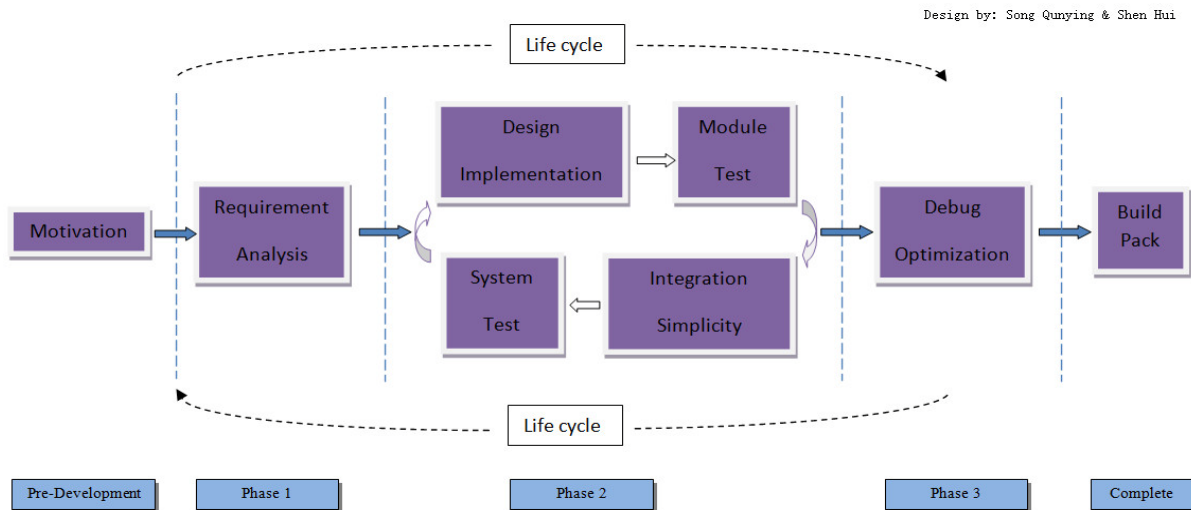 Design by: Song Qunying & Shen Hui
Life cycle
Design
Implementation
Module
Test
Motivation
Requirement
Analysis
Debug
Optimization
Build
Pack
System
Test
Integration
Simplicity
Life cycle
Pre-Development
Phase 1
Phase 2
Phase 3
Complete